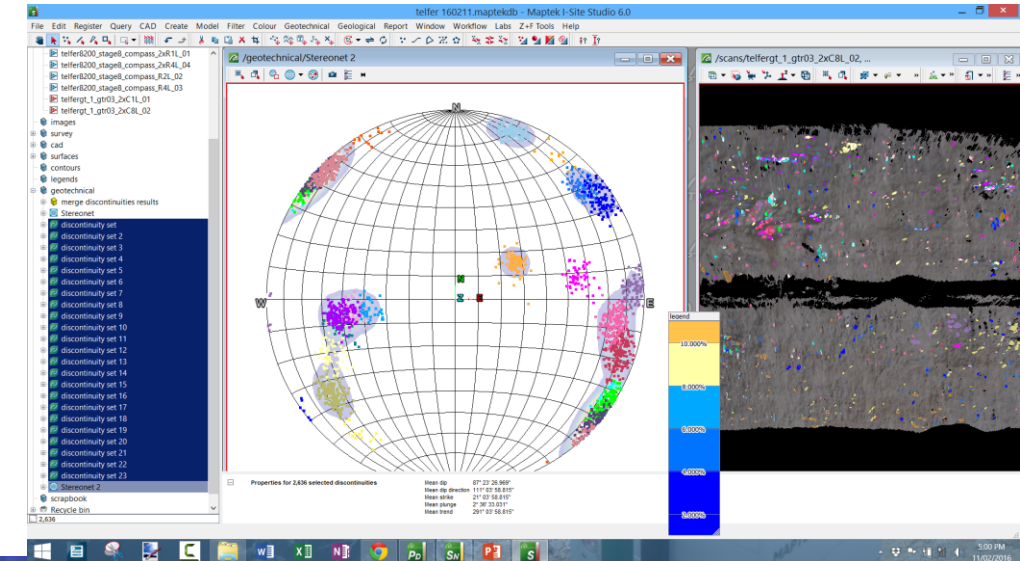 telfer 160211.maptekdb - Maptek I-Site Studio 6.0
File Edit Register Query CAD Create Model Filter Colour Geotechnical Geological Report Window Workflow Labs Z+F Tools Help
telfer8200_stage8_compass_2xR1L_01
telfer8200_stage8_compass_2xR4L_04
telfer8200_stage8_compass_R2L_02
telfer8200_stage8_compass_R4L_03
telfergt_1_gtr03_2xC1L_01
telfergt_1_gtr03_2xC8L_02
images
survey
cad
surfaces
contours
legends
geotechnical
merge discontinuities results
Stereonet
discontinuity set
discontinuity set 2
discontinuity set 3
discontinuity set 4
discontinuity set 5
discontinuity set 6
discontinuity set 7
discontinuity set 8
discontinuity set 9
discontinuity set 10
discontinuity set 11
discontinuity set 12
discontinuity set 13
discontinuity set 14
discontinuity set 15
discontinuity set 16
discontinuity set 17
discontinuity set 18
discontinuity set 19
discontinuity set 20
discontinuity set 21
discontinuity set 22
discontinuity set 23
Stereonet 2
scrapbook
Recycle bin
2,636
/geotechnical/Stereonet 2
N
W
E
N
Z
E
Properties for 2,636 selected discontinuities
Mean dip 87° 23' 26.969"
Mean dip direction 111° 03' 58.815"
Mean strike 21° 03' 58.815"
Mean plunge 2° 36' 33.031"
Mean trend 291° 03' 58.815"
/scans/telfergt_1_gtr03_2xC8L_02, ...
legend
10.000%
8.000%
6.000%
4.000%
2.000%
5:00 PM
11/02/2016